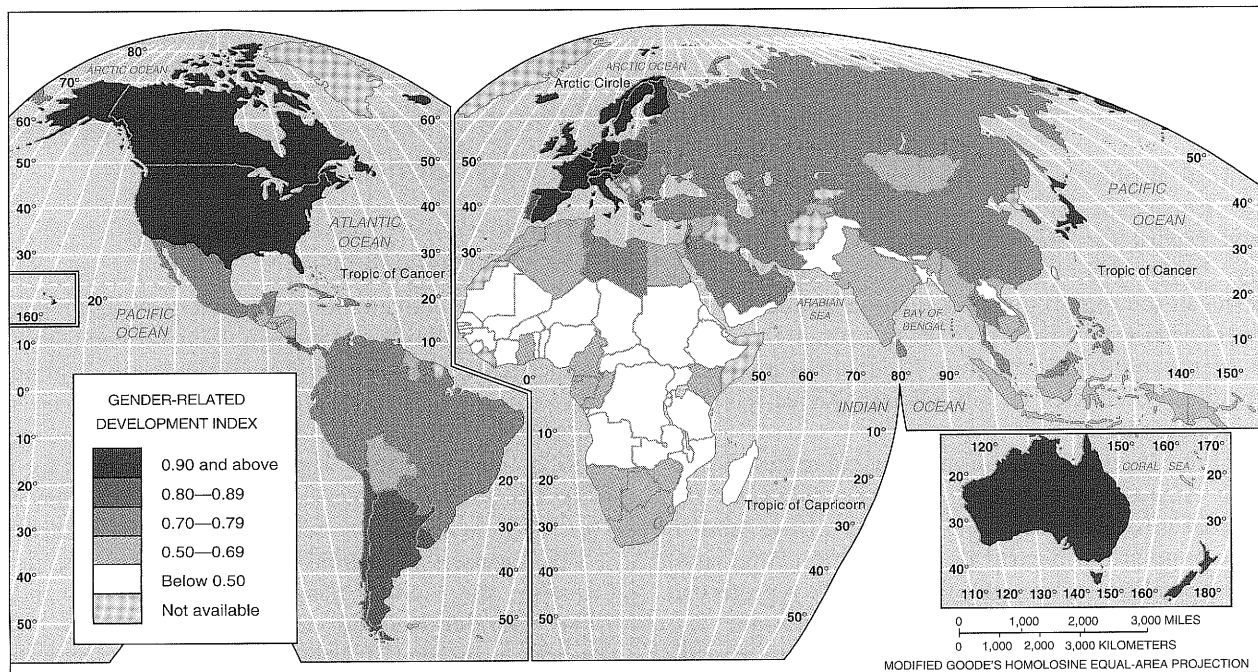 80°
ARCTIC OCEAN
70°
60°
50°
40°
30°
20°
160°
10°
0°
10°
20°
30°
40°
50°
ATLANTIC
OCEAN
Tropic of Cancer
PACIFIC
OCEAN
30°
20°
10°
0°
10°
20°
30°
40°
50°
GENDER-RELATED
DEVELOPMENT INDEX
0.90 and above
0.80—0.89
0.70—0.79
0.50—0.69
Below 0.50
Not available
ARCTIC OCEAN
Arctic Circle
60°
50°
40°
30°
20°
10°
0°
10°
20°
30°
40°
50°
ARABIAN
SEA
BAY OF
BENGAL
50°
60°
70°
80°
90°
INDIAN
OCEAN
10°
20°
Tropic of Capricorn
30°
40°
50°
PACIFIC
OCEAN
50°
40°
30°
Tropic of Cancer
20°
10°
0°
140°
150°
120°
150°
160°
170°
CORAL SEA
20°
20°
30°
30°
40°
40°
110°
120°
130°
140°
150°
160°
180°
0 1,000 2,000 3,000 MILES
0 1,000 2,000 3,000 KILOMETERS
MODIFIED GOODE'S HOMOLOSINE EQUAL-AREA PROJECTION